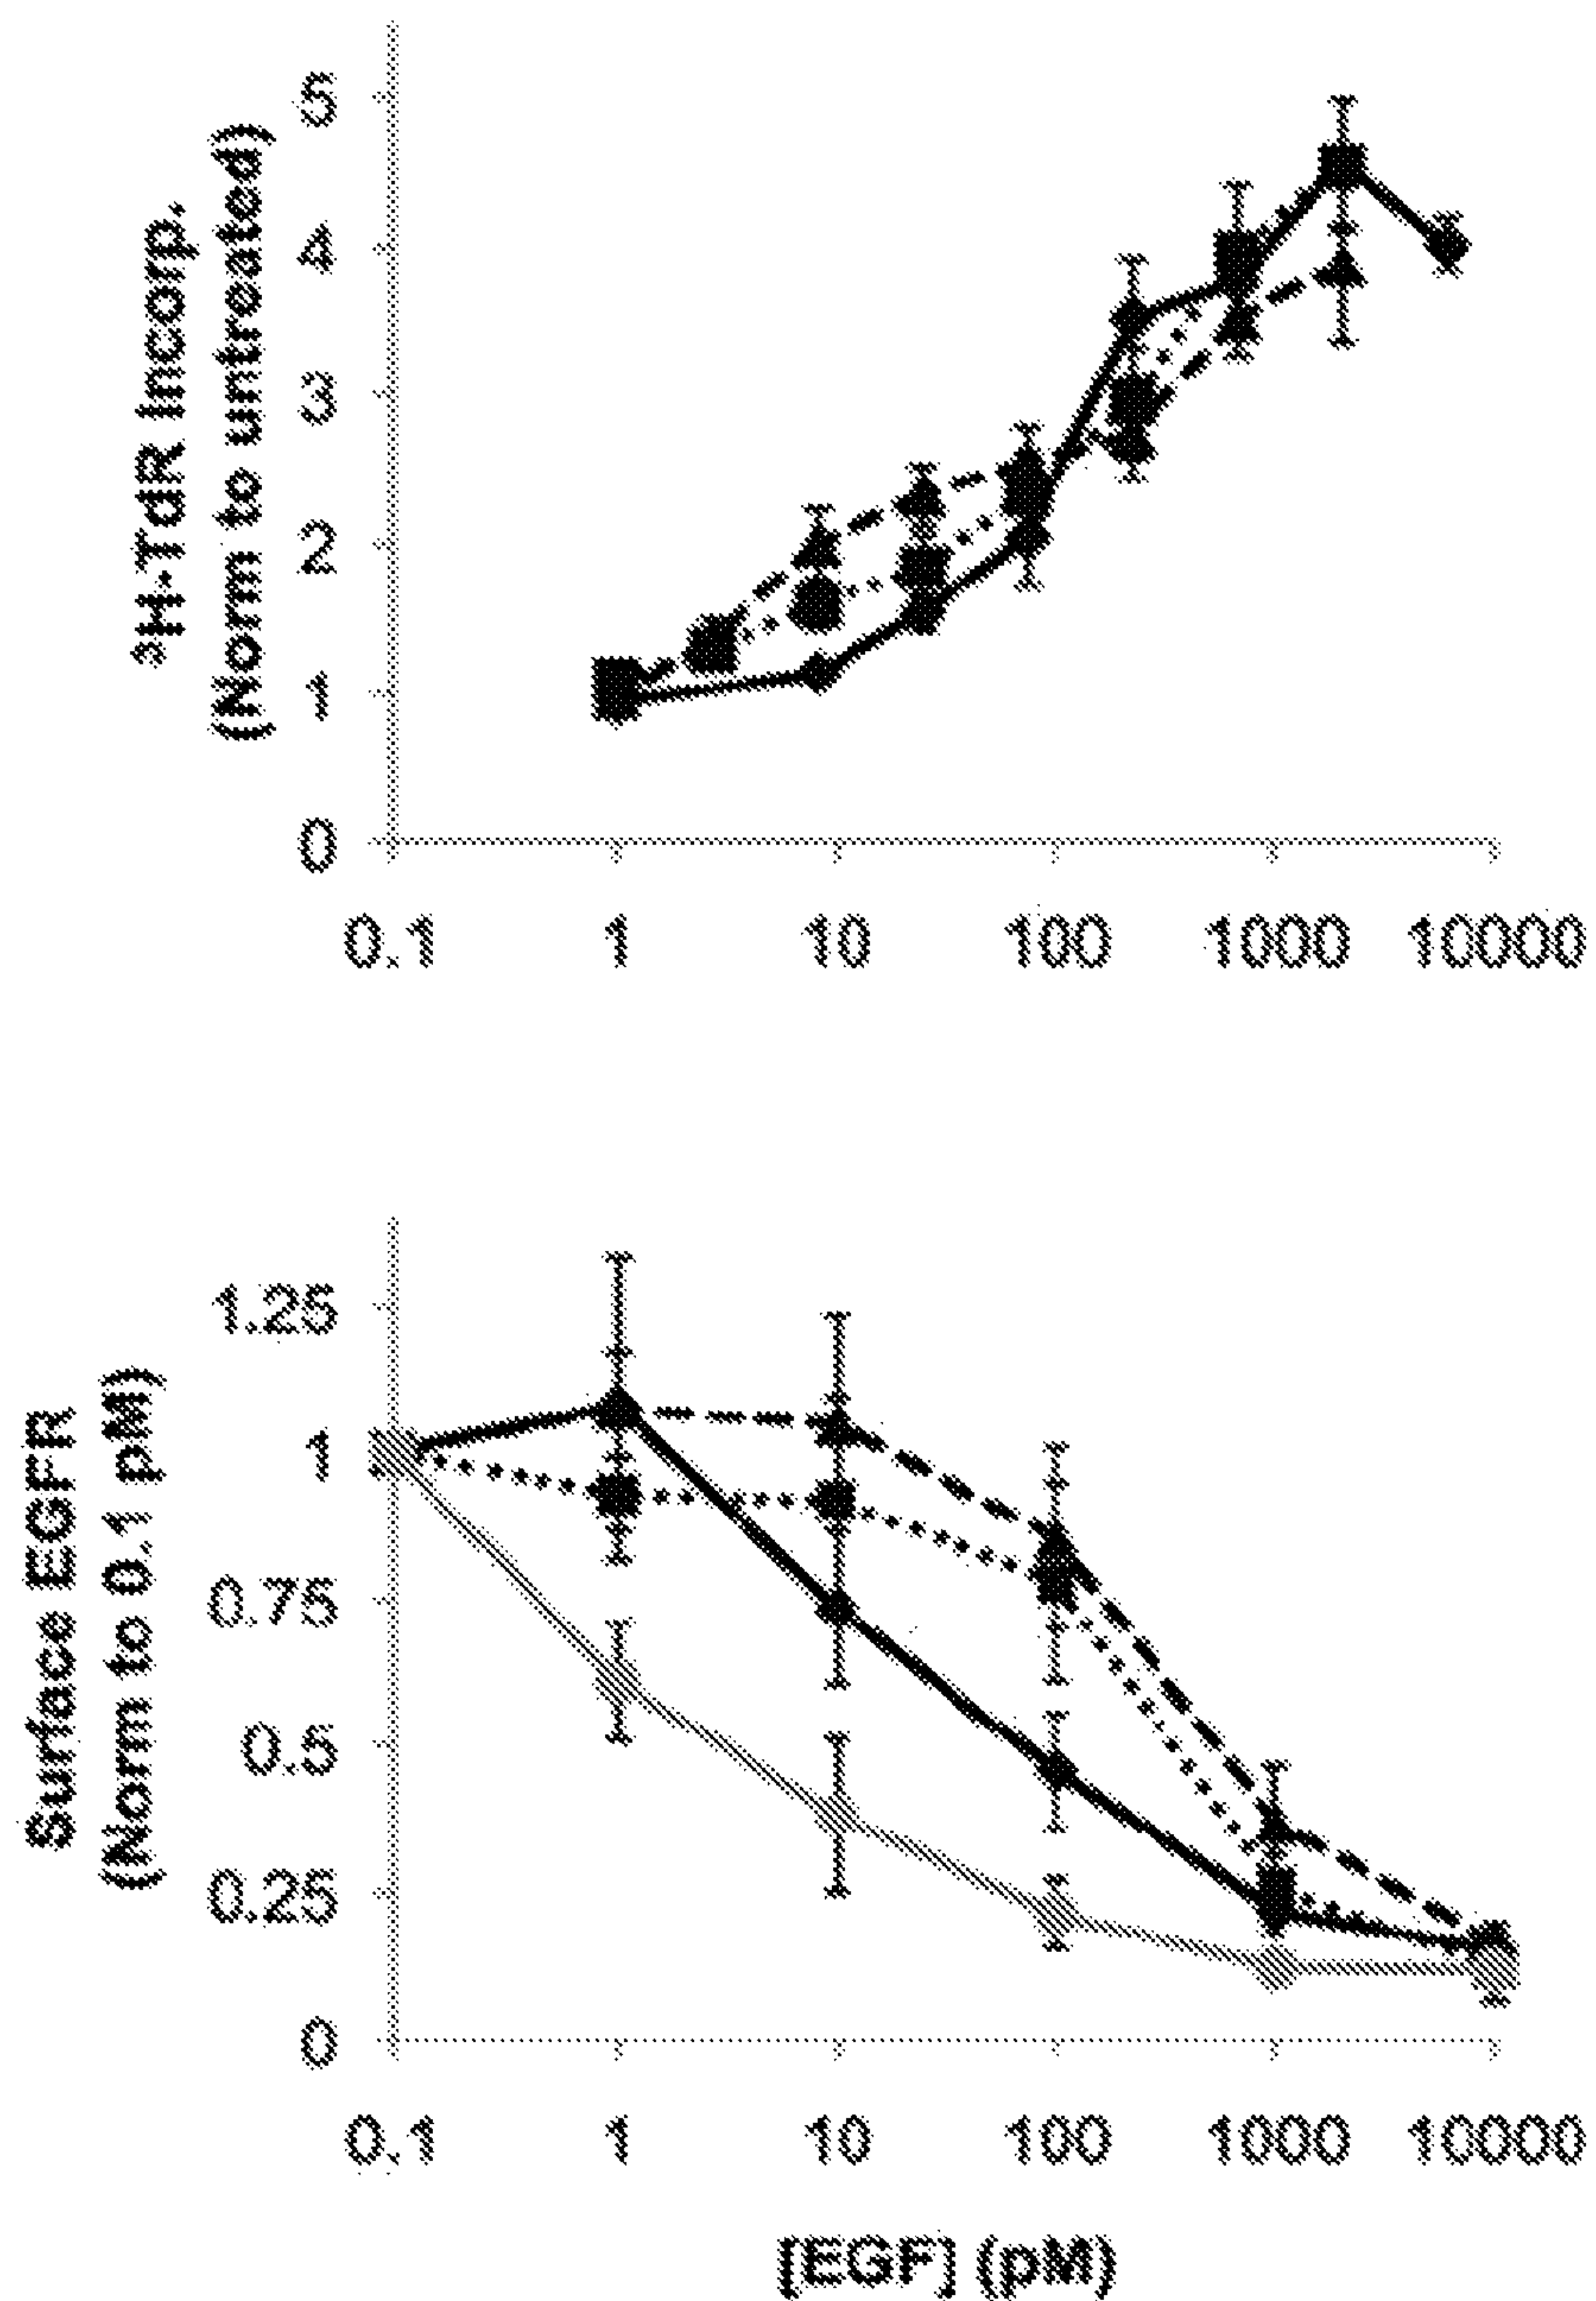 ³H-TdR Incorp.
(Norm to untreated)
5
4
3
2
1
0
0.1 1 10 100 1000 10000
Surface EGFR
(Norm to 0.1 pM)
1.25
1
0.75
0.5
0.25
0
0.1 1 10 100 1000 10000
[EGF] (pM)